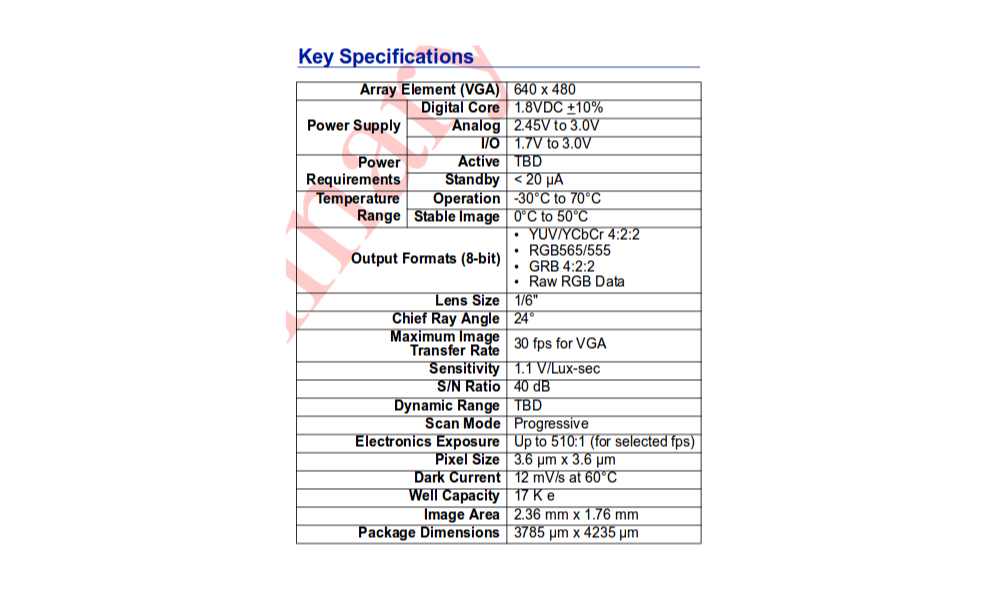 Key Specifications
Array Element (VGA) 640 x 480
Power Supply Digital Core 1.8VDC ±10%
Analog 2.45V to 3.0V
I/O 1.7V to 3.0V
Power Requirements Active TBD
Standby < 20 µA
Temperature Range Operation -30°C to 70°C
Stable Image 0°C to 50°C
Output Formats (8-bit)
• YUV/YCbCr 4:2:2
• RGB565/555
• GRB 4:2:2
• Raw RGB Data
Lens Size 1/6"
Chief Ray Angle 24°
Maximum Image
Transfer Rate 30 fps for VGA
Sensitivity 1.1 V/Lux-sec
S/N Ratio 40 dB
Dynamic Range TBD
Scan Mode Progressive
Electronics Exposure Up to 510:1 (for selected fps)
Pixel Size 3.6 µm x 3.6 µm
Dark Current 12 mV/s at 60°C
Well Capacity 17 K e
Image Area 2.36 mm x 1.76 mm
Package Dimensions 3785 µm x 4235 µm